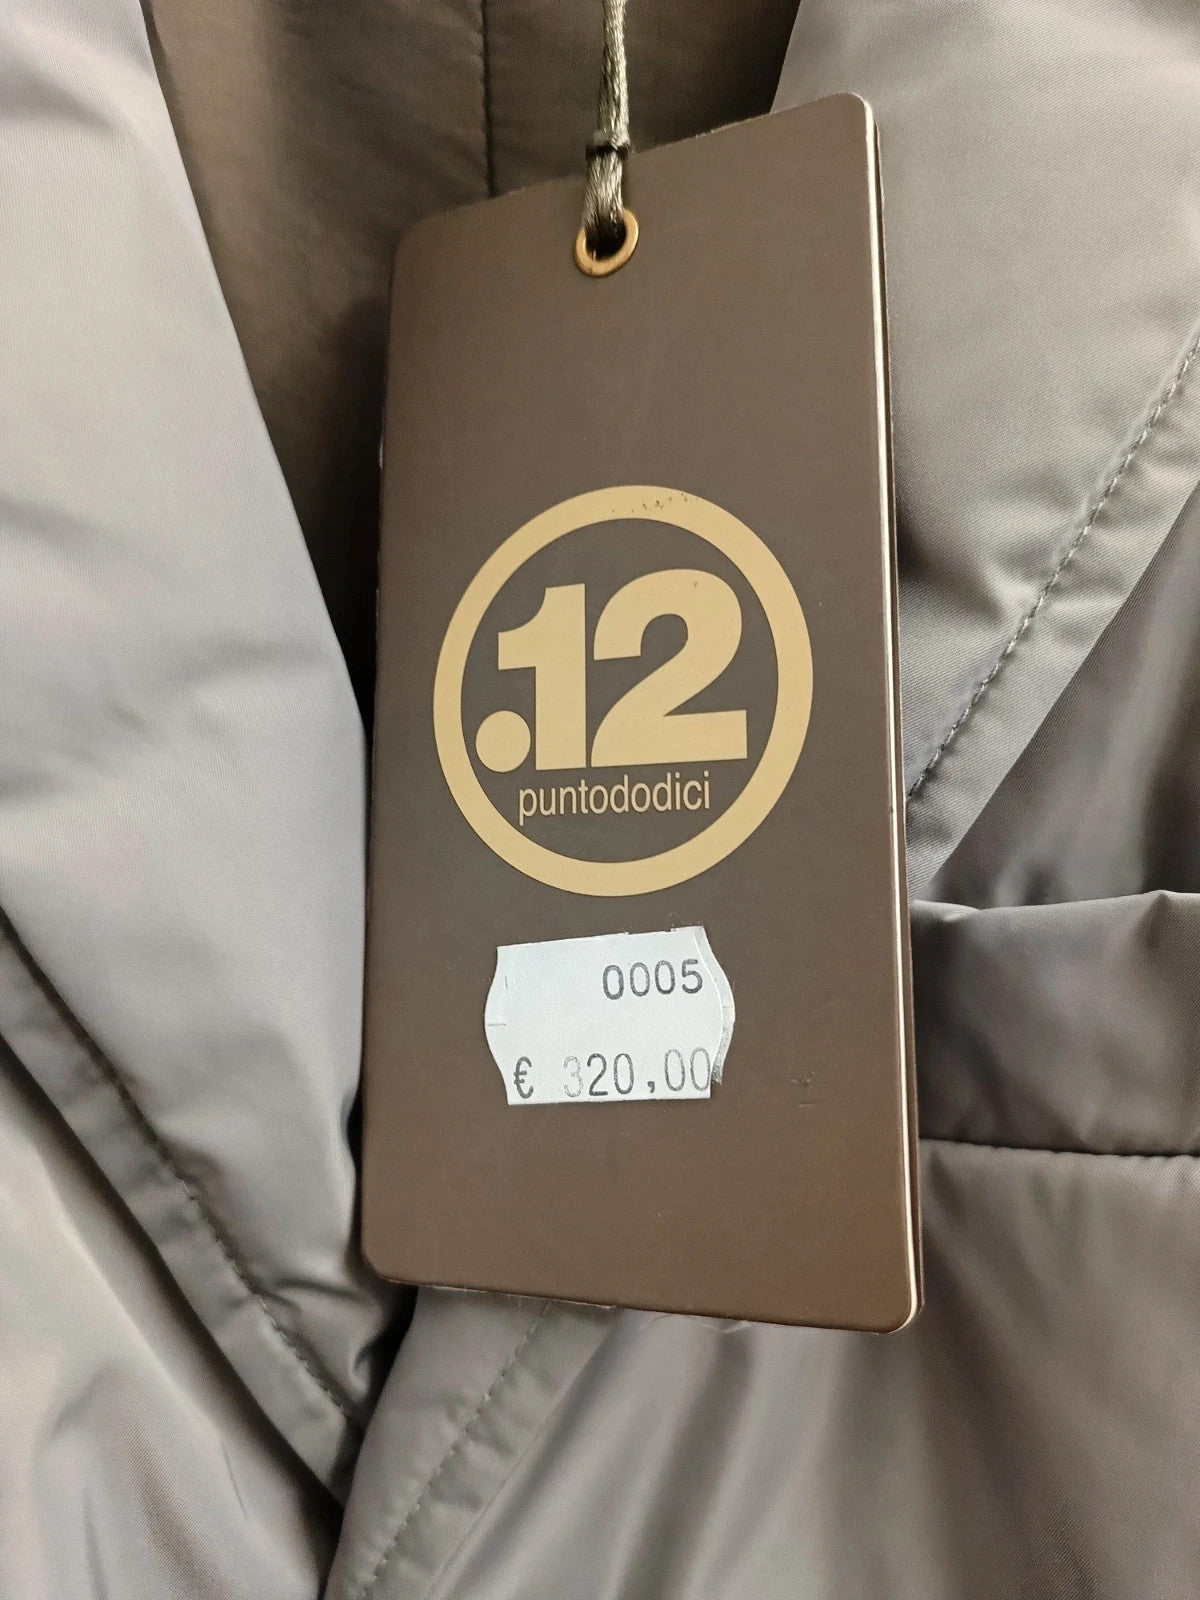 .12
puntododici
0005
€ 320,00